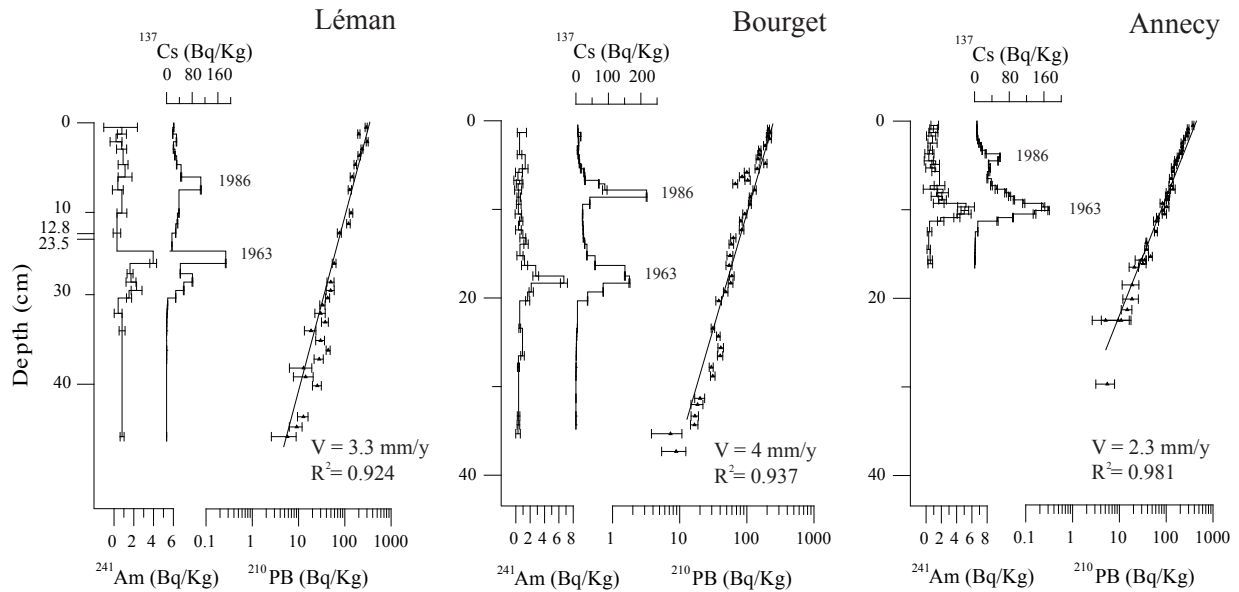 Léman
Bourget
Annecy
137Cs (Bq/Kg)
0 80 160
137Cs (Bq/Kg)
0 100 200
137Cs (Bq/Kg)
0 80 160
Depth (cm)
0
10
12.8
23.5
30
40
1986
1963
V = 3.3 mm/y
R2= 0.924
0 2 4 6
0.1 1 10 100 1000
241Am (Bq/Kg)
210PB (Bq/Kg)
0
20
40
1986
1963
V = 4 mm/y
R2= 0.937
0 2 4 6 8
1 10 100 1000
241Am (Bq/Kg)
210PB (Bq/Kg)
0
10
20
30
40
1986
1963
V = 2.3 mm/y
R2= 0.981
0 2 4 6 8
0.1 1 10 100 1000
241Am (Bq/Kg)
210PB (Bq/Kg)